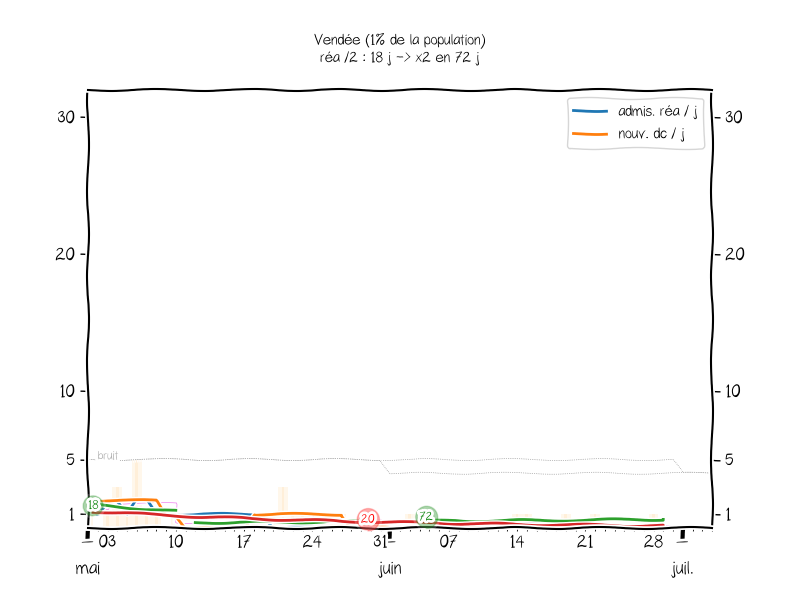 Vendée (1% de la population)
réa /2 : 18 j -> x2 en 72 j
admis. réa / j
nouv. dc / j
30 30
20 20
10 10
5 bruit 5
1 18 20 72 1
03 10 17 24 31 07 14 21 28
mai juin juil.